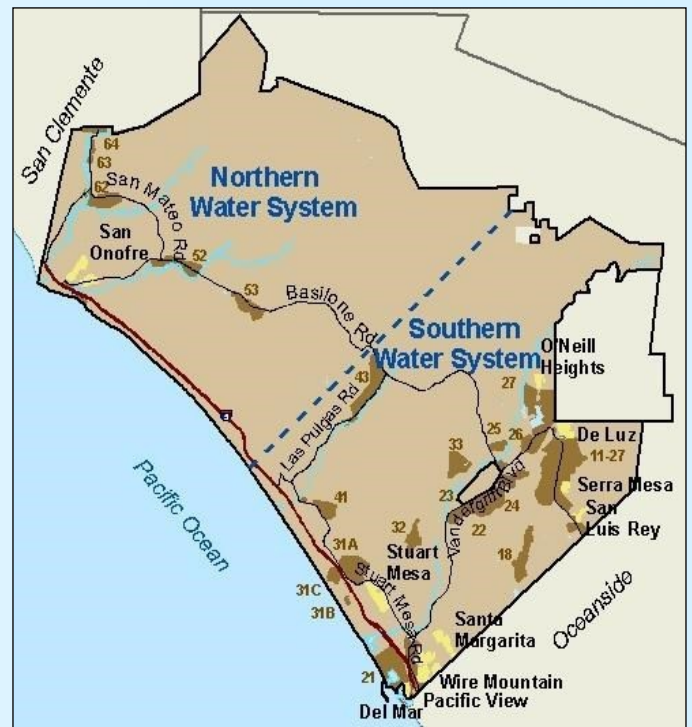 San Clemente
64
63
62
San Mateo Rd
Northern
Water System
San
Onofre
52
53
Basilone Rd
Southern
Water System
O'Neill
Heights
27
43
Las Pulgas Rd
5
De Luz
11-27
25
26
33
23
Vandergrift Blvd
24
22
Serra Mesa
San
Luis Rey
Pacific Ocean
41
32
18
31A
Stuart
Mesa
31C
31B
Stuart Mesa Rd
Oceanside
Santa
Margarita
21
Wire Mountain
Pacific View
Del Mar